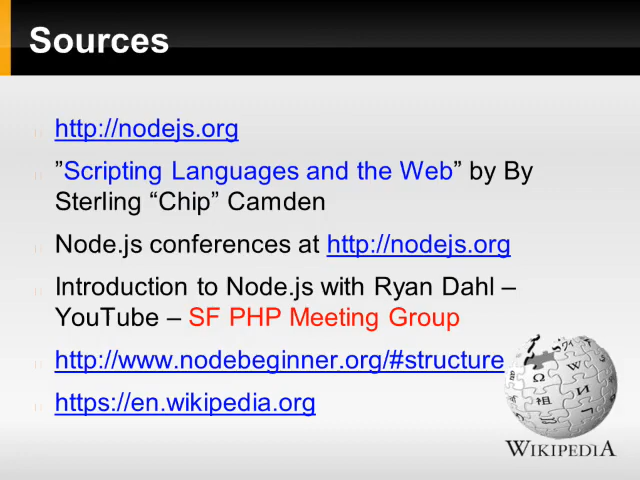 Sources
http://nodejs.org
”Scripting Languages and the Web” by By
Sterling “Chip” Camden
Node.js conferences at http://nodejs.org
Introduction to Node.js with Ryan Dahl –
YouTube – SF PHP Meeting Group
http://www.nodebeginner.org/#structure
https://en.wikipedia.org
WIKIPEDIA